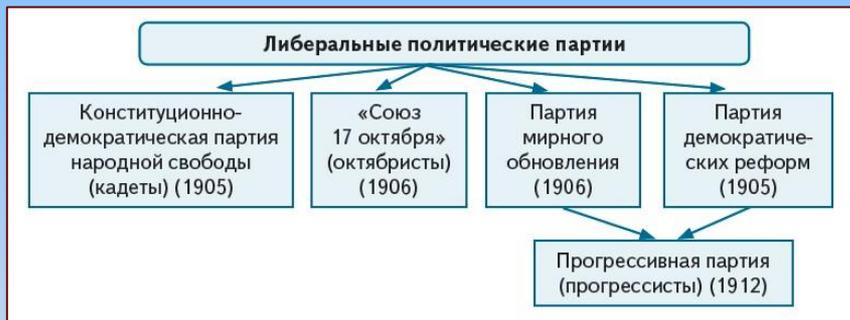 Либеральные политические партии
Конституционно-
демократическая партия
народной свободы
(кадеты) (1905)
«Союз
17 октября»
(октябристы)
(1906)
Партия
мирного
обновления
(1906)
Партия
демократиче-
ских реформ
(1905)
Прогрессивная партия
(прогрессисты) (1912)